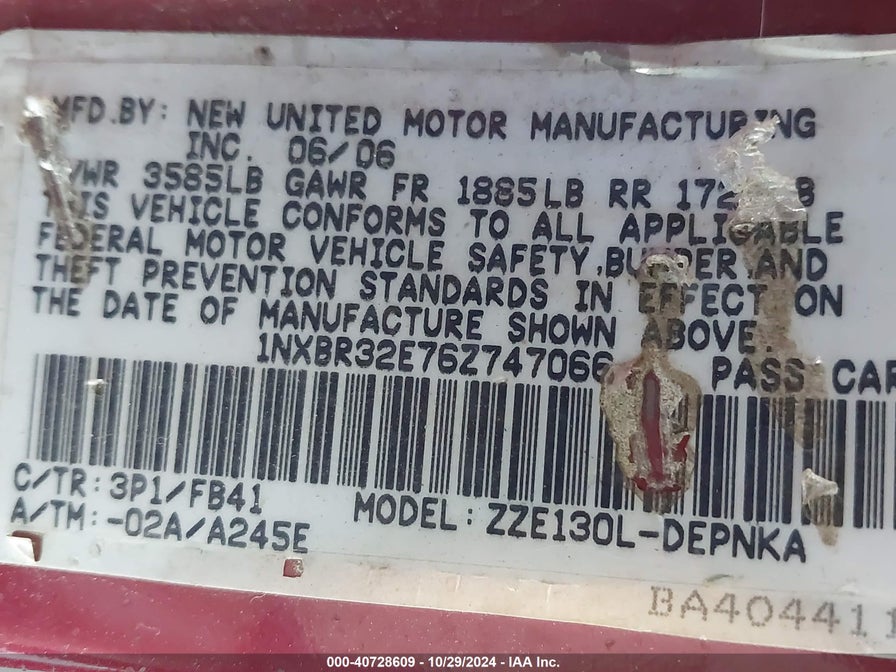 MFD.BY: NEW UNITED MOTOR MANUFACTURING
INC. 06/06
GVWR 3585LB GAWR FR 1885LB RR
THIS VEHICLE CONFORMS TO ALL APPLICABLE
FEDERAL MOTOR VEHICLE SAFETY, BUMPER AND
THEFT PREVENTION STANDARDS IN EFFECT ON
THE DATE OF MANUFACTURE SHOWN ABOVE.
1NXBR32E76Z747066 PASS CAR
C/TR: 3P1/FB41
A/TM: -02A/A245E
MODEL: ZZE130L-DEPNKA
BA404411
000-40728609 - 10/29/2024 - IAA Inc.